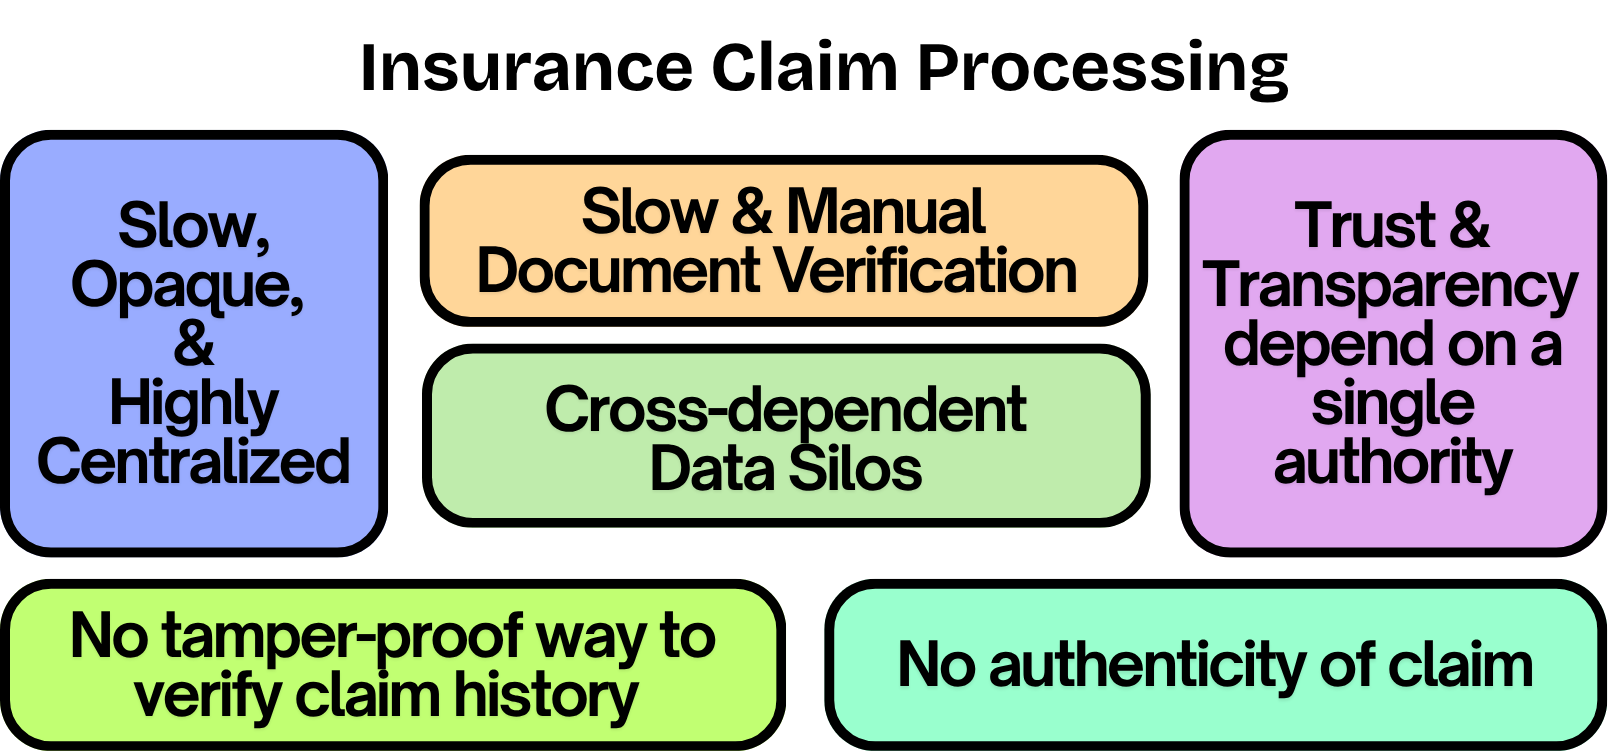 Insurance Claim Processing
Slow,
Opaque,
&
Highly
Centralized
Slow & Manual
Document Verification
Cross-dependent
Data Silos
Trust &
Transparency
depend on a
single
authority
No tamper-proof way to
verify claim history
No authenticity of claim